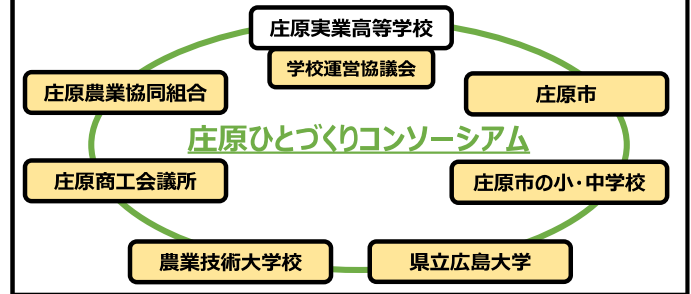 庄原実業高等学校
学校運営協議会
庄原農業協同組合
庄原市
庄原ひとづくりコンソーシアム
庄原商工会議所
庄原市の小・中学校
農業技術大学校
県立広島大学